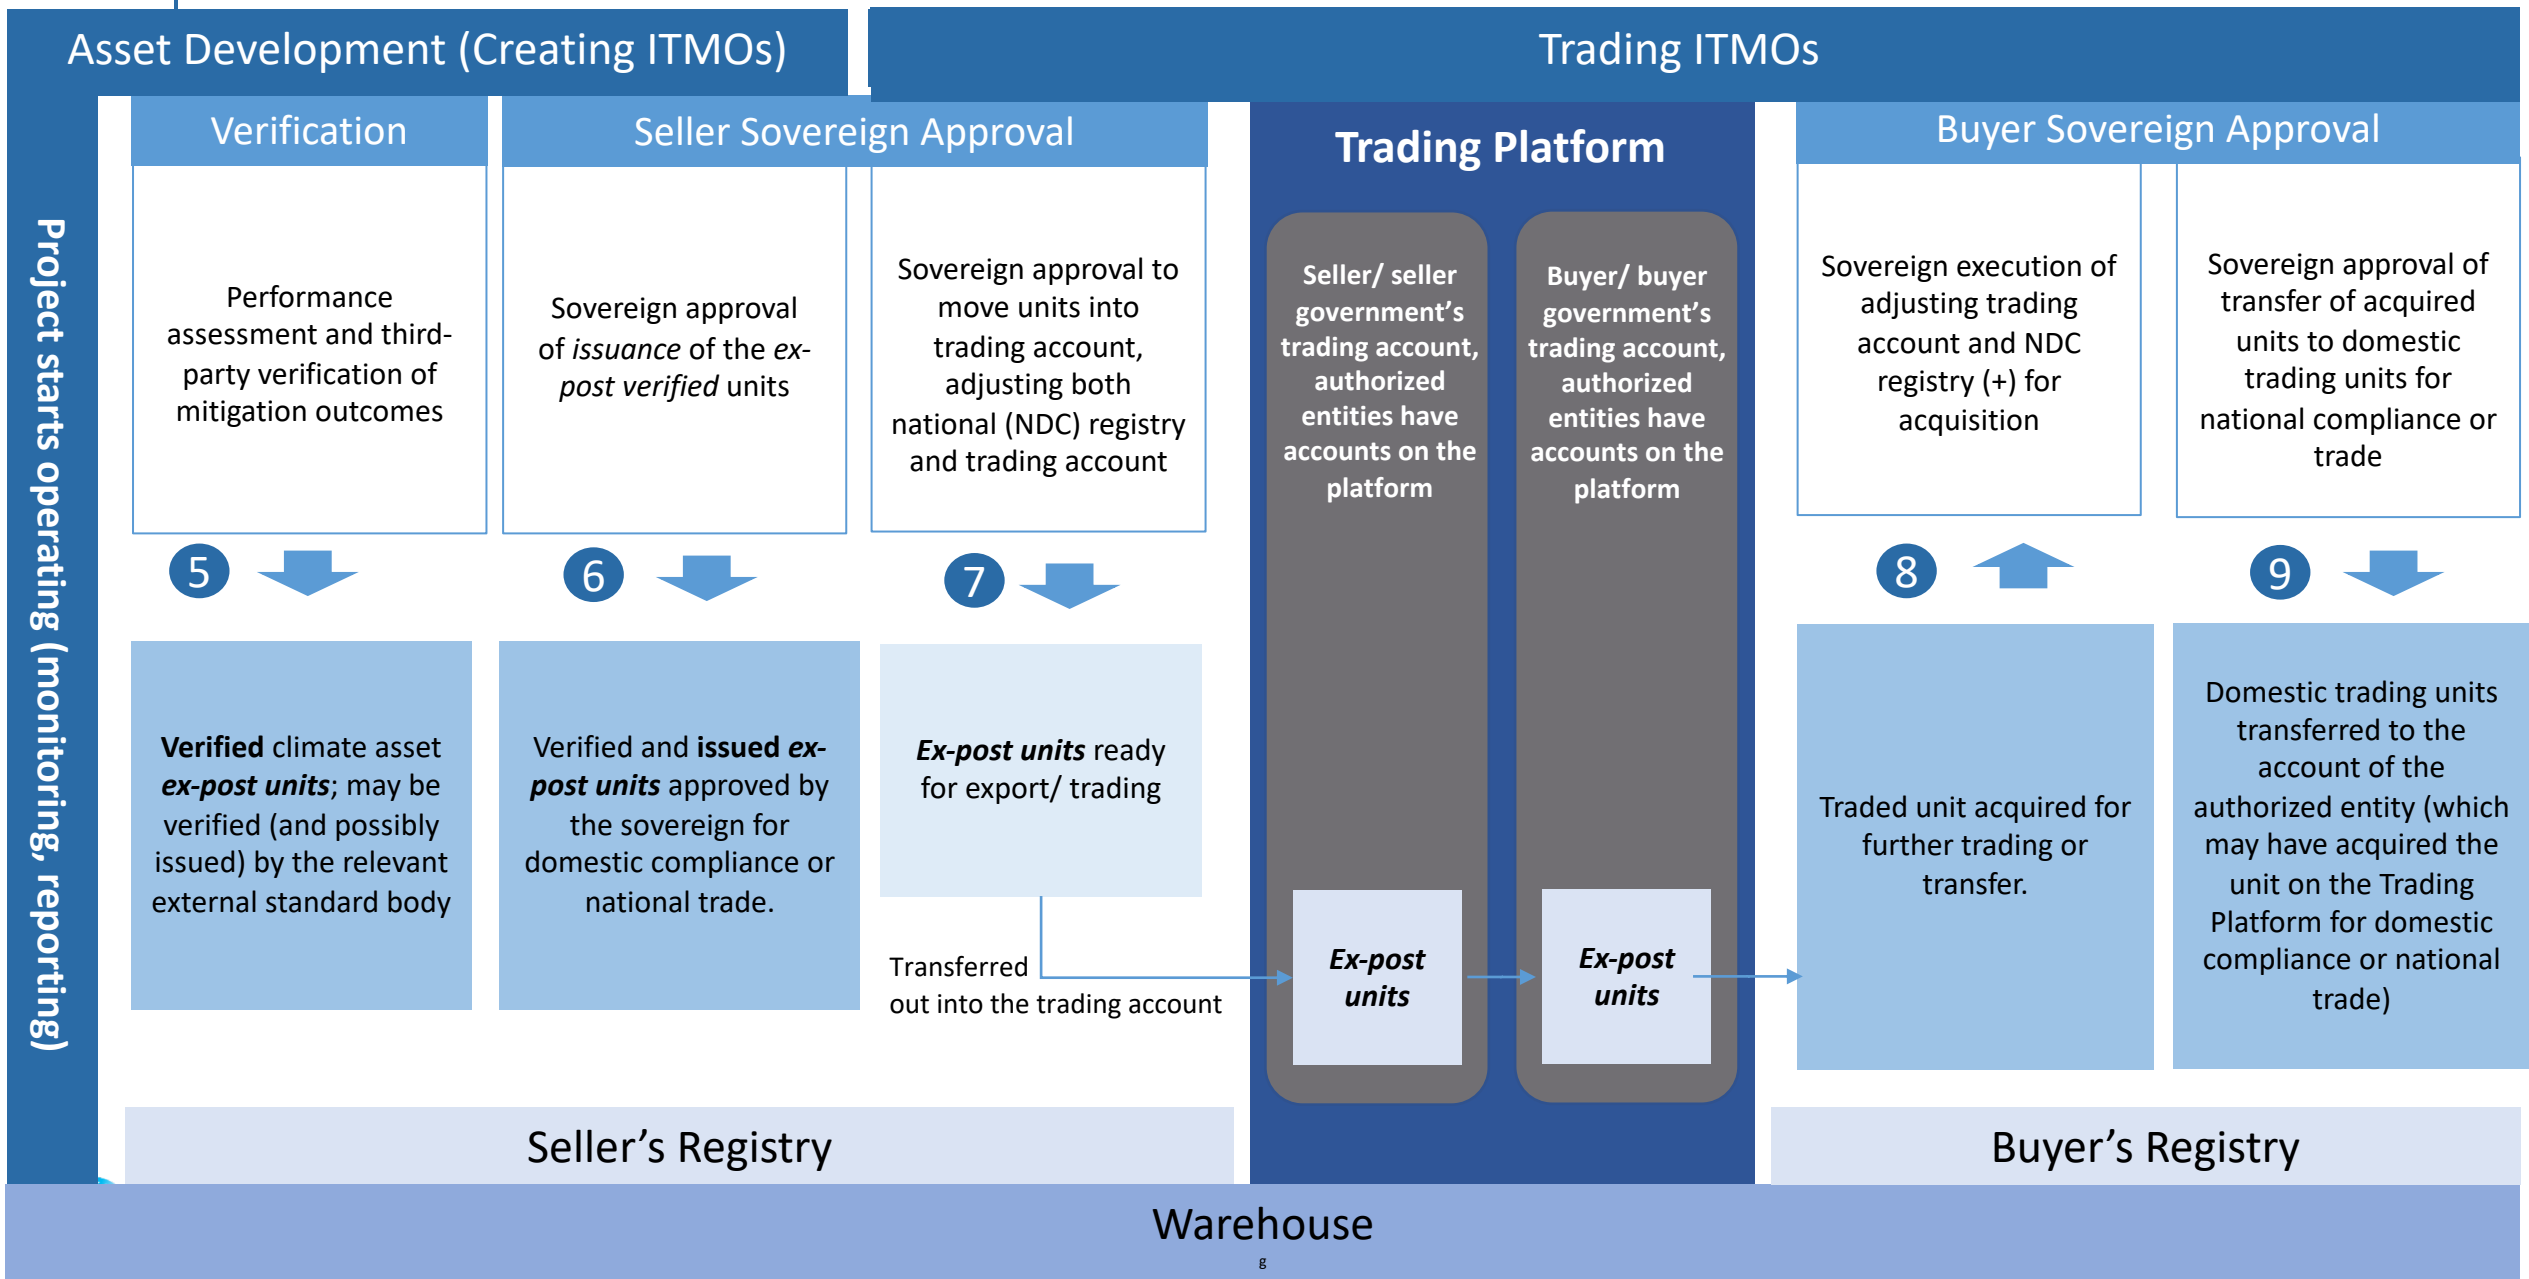 Asset Development (Creating ITMOs)
Trading ITMOs
Project starts operating (monitoring, reporting)
Verification
Seller Sovereign Approval
Trading Platform
Buyer Sovereign Approval
Performance
assessment and third-
party verification of
mitigation outcomes
Sovereign approval
of issuance of the ex-
post verified units
Sovereign approval to
move units into
trading account,
adjusting both
national (NDC) registry
and trading account
Seller/ seller
government’s
trading account,
authorized
entities have
accounts on the
platform
Buyer/ buyer
government’s
trading account,
authorized
entities have
accounts on the
platform
Sovereign execution of
adjusting trading
account and NDC
registry (+) for
acquisition
Sovereign approval of
transfer of acquired
units to domestic
trading units for
national compliance or
trade
5
6
7
8
9
Verified climate asset
ex-post units; may be
verified (and possibly
issued) by the relevant
external standard body
Verified and issued ex-
post units approved by
the sovereign for
domestic compliance or
national trade.
Ex-post units ready
for export/ trading
Transferred
out into the trading account
Ex-post
units
Ex-post
units
Traded unit acquired for
further trading or
transfer.
Domestic trading units
transferred to the
account of the
authorized entity (which
may have acquired the
unit on the Trading
Platform for domestic
compliance or national
trade)
Seller’s Registry
Buyer’s Registry
Warehouse
g